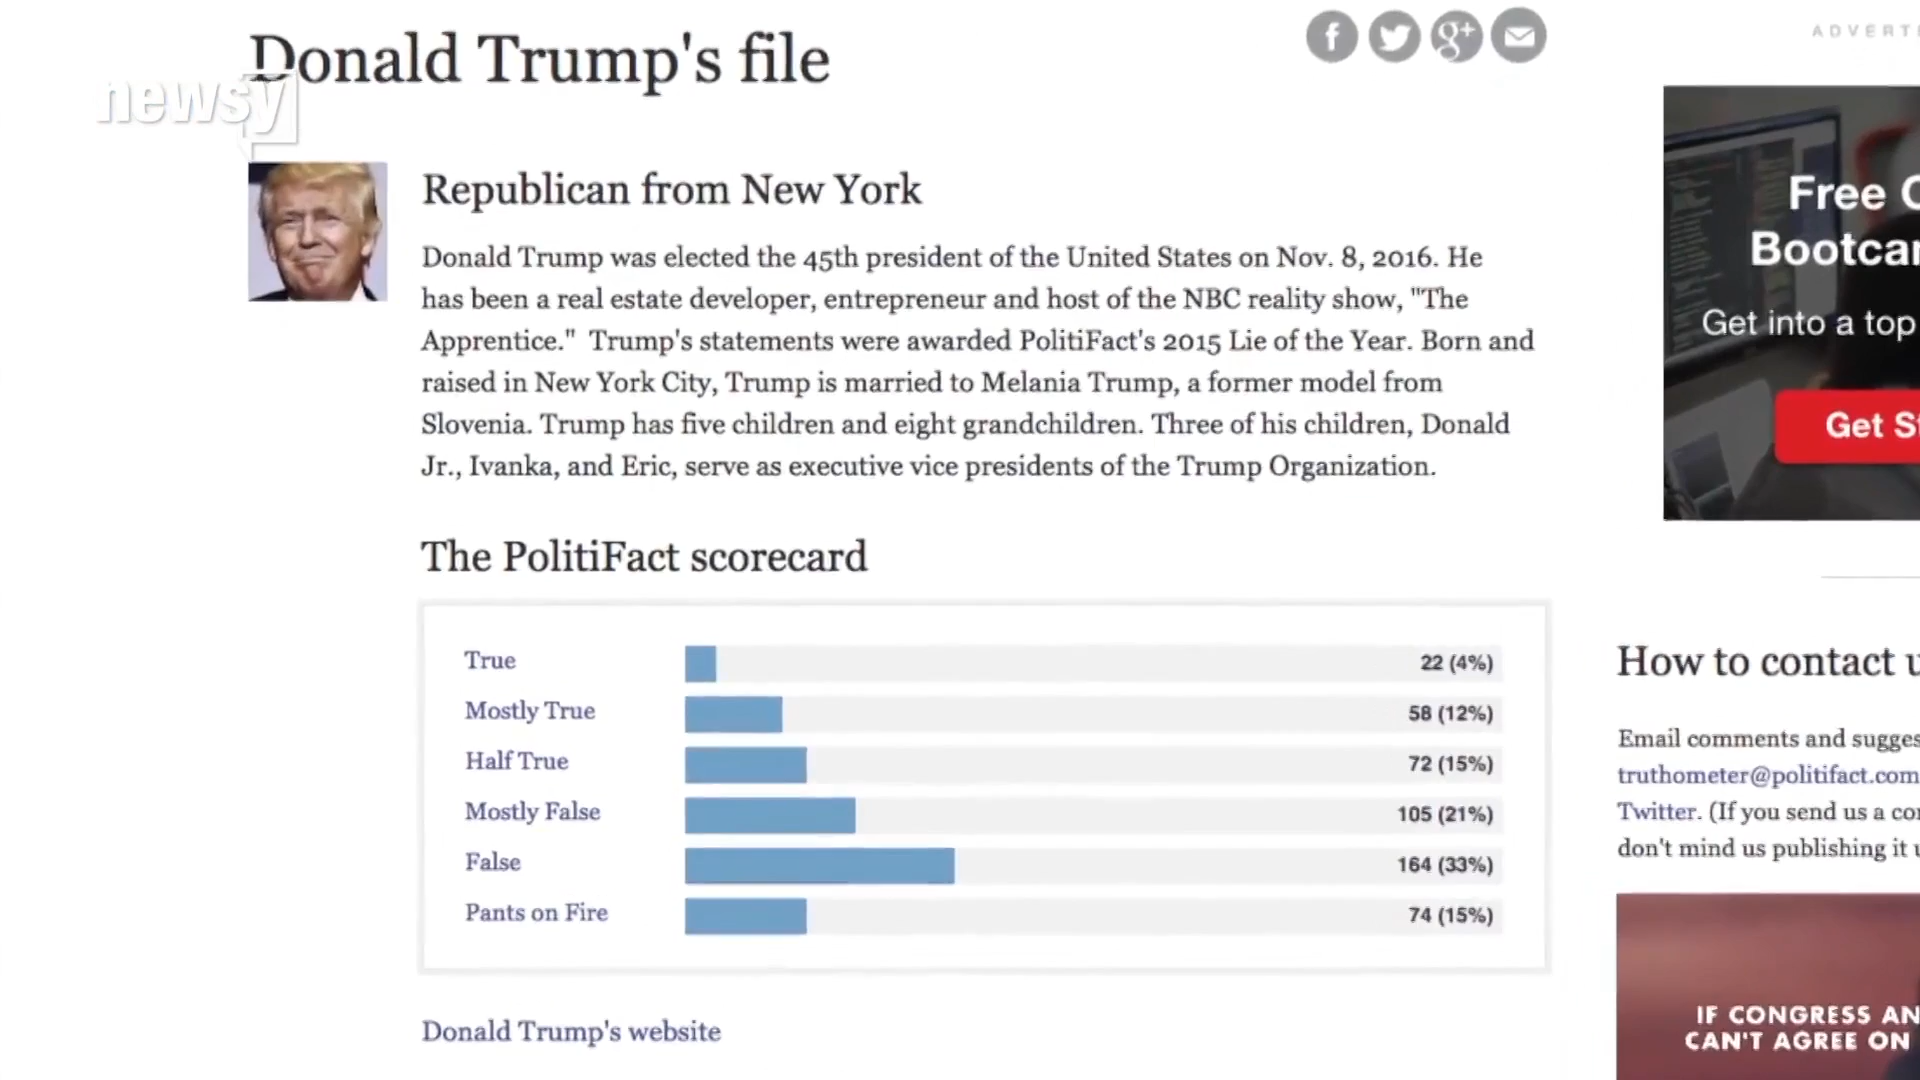 Donald Trump's file
f
g+
ADVERT
newsy
Republican from New York
Donald Trump was elected the 45th president of the United States on Nov. 8, 2016. He
has been a real estate developer, entrepreneur and host of the NBC reality show, "The
Apprentice." Trump's statements were awarded PolitiFact's 2015 Lie of the Year. Born and
raised in New York City, Trump is married to Melania Trump, a former model from
Slovenia. Trump has five children and eight grandchildren. Three of his children, Donald
Jr., Ivanka, and Eric, serve as executive vice presidents of the Trump Organization.
The PolitiFact scorecard
True 22 (4%)
Mostly True 58 (12%)
Half True 72 (15%)
Mostly False 105 (21%)
False 164 (33%)
Pants on Fire 74 (15%)
Donald Trump's website
Free C
Bootca
Get into a top
Get St
How to contact u
Email comments and sugges
truthometer@politifact.com
Twitter. (If you send us a co
don't mind us publishing it u
IF CONGRESS AN
CAN'T AGREE ON